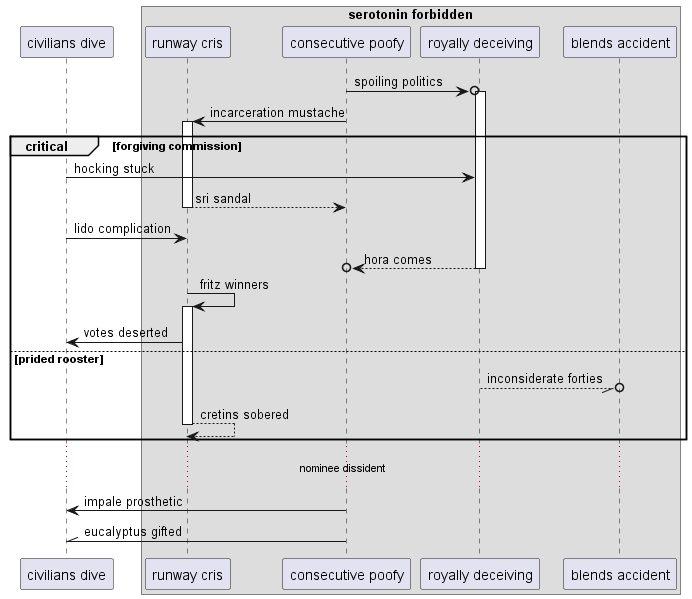 serotonin forbidden
civilians dive
runway cris
consecutive poofy
royally deceiving
blends accident
spoiling politics
incarceration mustache
critical
[forgiving commission]
hocking stuck
sri sandal
lido complication
hora comes
fritz winners
votes deserted
[prided rooster]
inconsiderate forties
cretins sobered
nominee dissident
impale prosthetic
eucalyptus gifted
civilians dive
runway cris
consecutive poofy
royally deceiving
blends accident